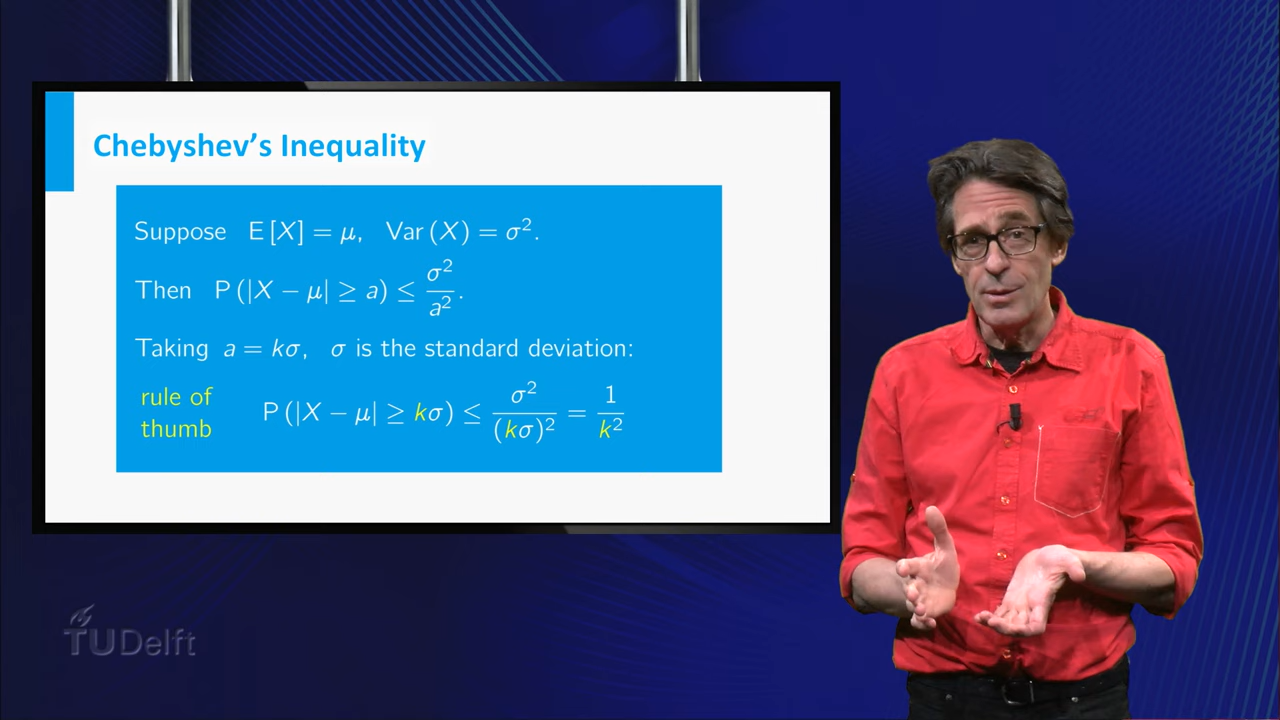 Chebyshev’s Inequality
Suppose E [X] = μ, Var (X) = σ².
Then P (|X − μ| ≥ a) ≤ σ²/a².
Taking a = kσ, σ is the standard deviation:
rule of thumb
P (|X − μ| ≥ kσ) ≤ σ²/(kσ)² = 1/k²
TUDelft